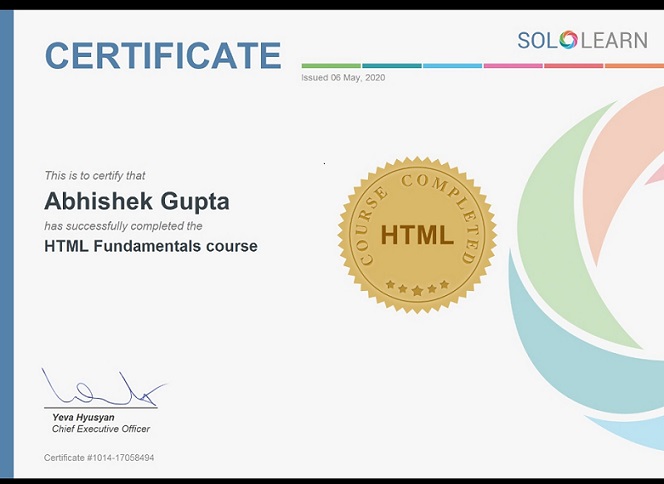 CERTIFICATE
SOLOLEARN
Issued 06 May, 2020
This is to certify that
Abhishek Gupta
has successfully completed the
HTML Fundamentals course
COURSE COMPLETED
HTML
Yeva Hyusyan
Chief Executive Officer
Certificate #1014-17058494